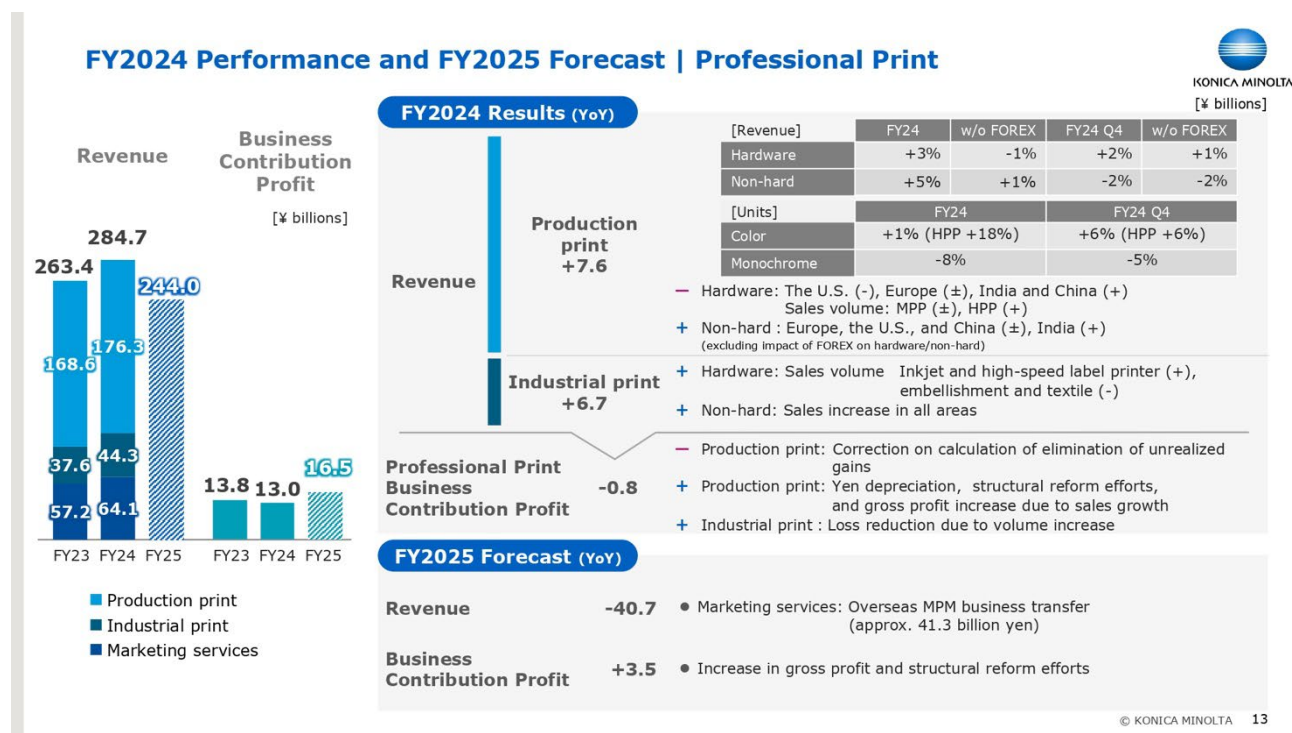 FY2024 Performance and FY2025 Forecast | Professional Print
KONICA MINOLTA
[¥ billions]
Revenue
Business
Contribution
Profit
[¥ billions]
263.4
284.7
244.0
168.6
176.3
37.6
44.3
57.2
64.1
13.8
13.0
16.5
FY23 FY24 FY25
FY23 FY24 FY25
Production print
Industrial print
Marketing services
FY2024 Results (YoY)
Revenue
Production
print
+7.6
[Revenue] FY24 w/o FOREX FY24 Q4 w/o FOREX
Hardware +3% -1% +2% +1%
Non-hard +5% +1% -2% -2%
[Units] FY24 FY24 Q4
Color +1% (HPP +18%) +6% (HPP +6%)
Monochrome -8% -5%
− Hardware: The U.S. (-), Europe (±), India and China (+)
Sales volume: MPP (±), HPP (+)
+ Non-hard : Europe, the U.S., and China (±), India (+)
(excluding impact of FOREX on hardware/non-hard)
Industrial print
+6.7
+ Hardware: Sales volume Inkjet and high-speed label printer (+),
embellishment and textile (-)
+ Non-hard: Sales increase in all areas
Professional Print
Business
Contribution Profit
-0.8
− Production print: Correction on calculation of elimination of unrealized
gains
+ Production print: Yen depreciation, structural reform efforts,
and gross profit increase due to sales growth
+ Industrial print : Loss reduction due to volume increase
FY2025 Forecast (YoY)
Revenue -40.7
● Marketing services: Overseas MPM business transfer
(approx. 41.3 billion yen)
Business
Contribution Profit
+3.5
● Increase in gross profit and structural reform efforts
© KONICA MINOLTA 13